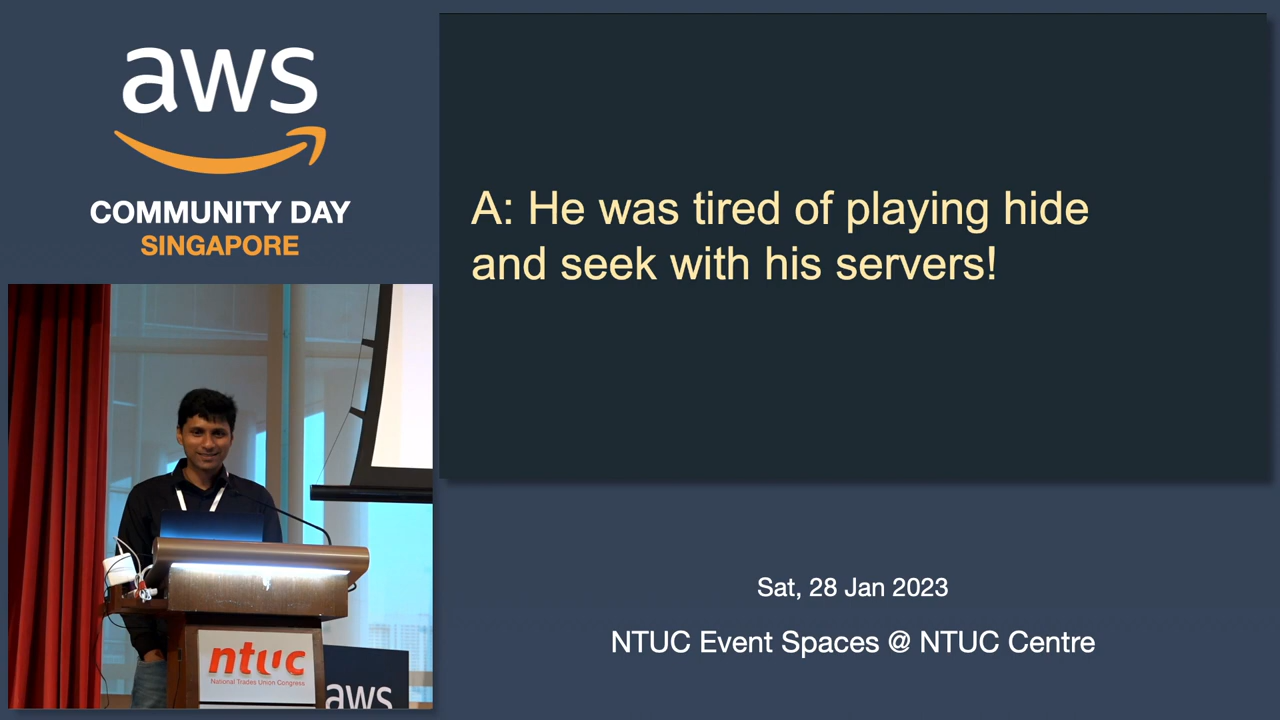 aws
COMMUNITY DAY
SINGAPORE
A: He was tired of playing hide
and seek with his servers!
Sat, 28 Jan 2023
NTUC Event Spaces @ NTUC Centre
ntuc
National Trades Union Congress
aws